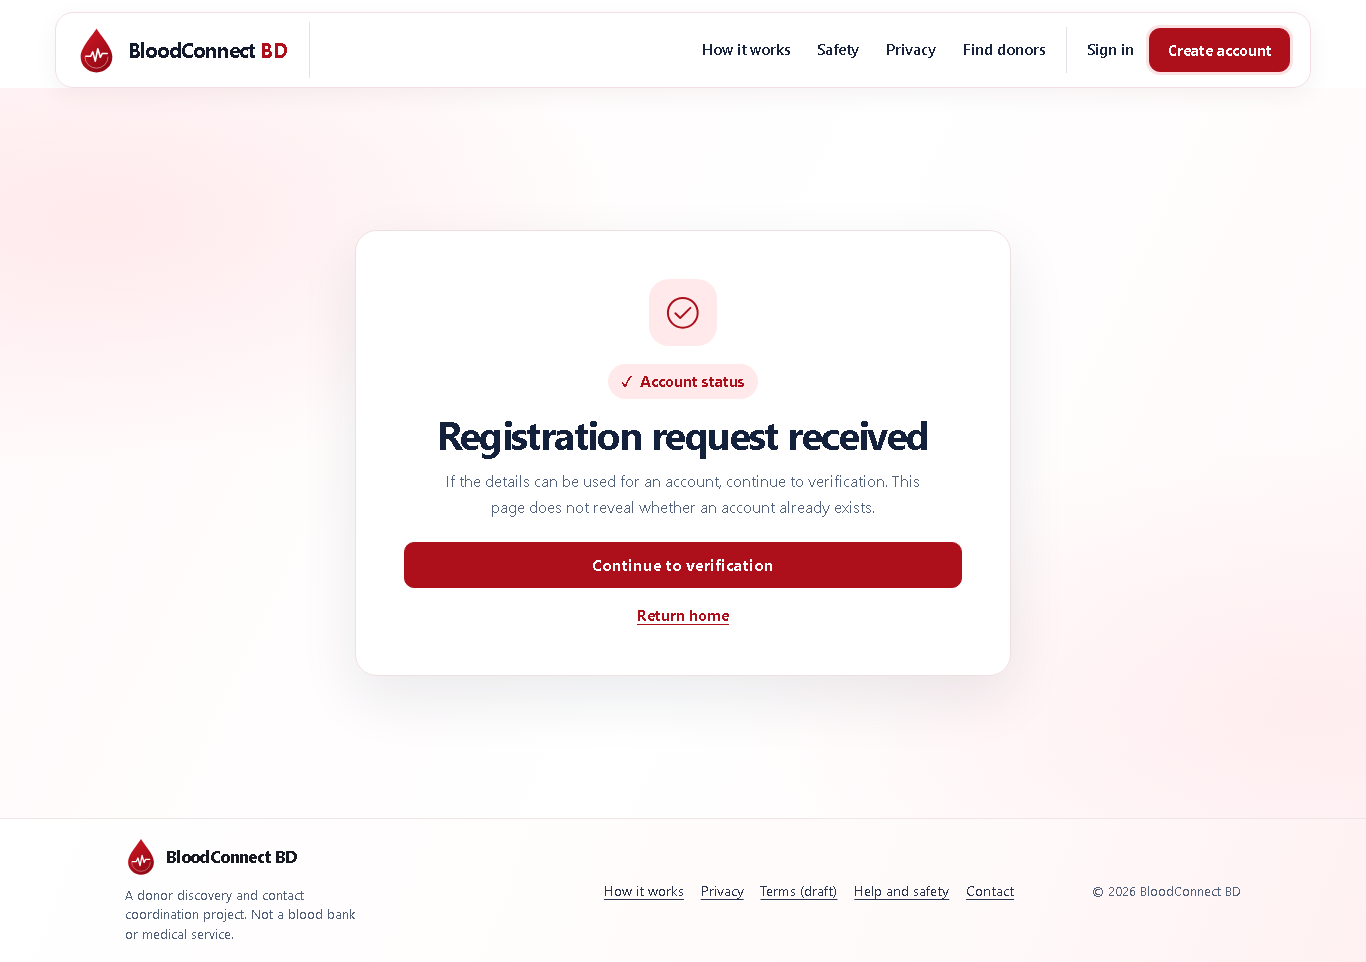 BloodConnect BD
How it works
Safety
Privacy
Find donors
Sign in
Create account
✓ Account status
Registration request received
If the details can be used for an account, continue to verification. This
page does not reveal whether an account already exists.
Continue to verification
Return home
BloodConnect BD
A donor discovery and contact
coordination project. Not a blood bank
or medical service.
How it works
Privacy
Terms (draft)
Help and safety
Contact
© 2026 BloodConnect BD